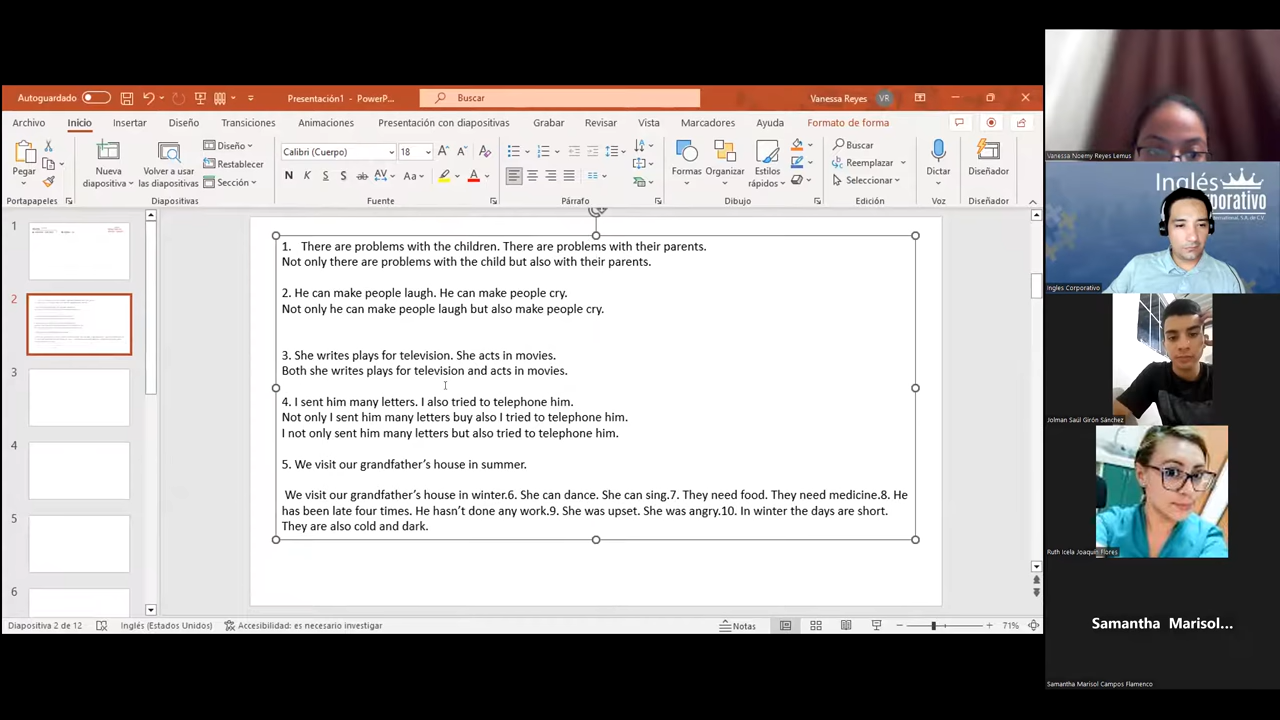 Autoguardado
Presentación1 - PowerP...
Buscar
Vanessa Reyes
VR
Archivo
Inicio
Insertar
Diseño
Transiciones
Animaciones
Presentación con diapositivas
Grabar
Revisar
Vista
Marcadores
Ayuda
Formato de forma
Pegar
Nueva diapositiva
Volver a usar las diapositivas
Diseño
Restablecer
Sección
Calibri (Cuerpo)
18
N K S S ab AV Aa A
Formas
Organizar
Estilos rápidos
Buscar
Reemplazar
Seleccionar
Dictar
Diseñador
Portapapeles
Diapositivas
Fuente
Párrafo
Dibujo
Edición
Voz
Diseñador
1
2
3
4
5
6
1. There are problems with the children. There are problems with their parents.
Not only there are problems with the child but also with their parents.
2. He can make people laugh. He can make people cry.
Not only he can make people laugh but also make people cry.
3. She writes plays for television. She acts in movies.
Both she writes plays for television and acts in movies.
4. I sent him many letters. I also tried to telephone him.
Not only I sent him many letters buy also I tried to telephone him.
I not only sent him many letters but also tried to telephone him.
5. We visit our grandfather's house in summer.
We visit our grandfather's house in winter.6. She can dance. She can sing.7. They need food. They need medicine.8. He
has been late four times. He hasn't done any work.9. She was upset. She was angry.10. In winter the days are short.
They are also cold and dark.
Diapositiva 2 de 12
Inglés (Estados Unidos)
Accesibilidad: es necesario investigar
Notas
71%
Vanessa Noemy Reyes Lemus
Inglés
Corporativo
International, S.A. de C.V.
Ingles Corporativo
Jolman Saúl Girón Sánchez
Ruth Icela Joaquin Flores
Samantha Marisol...
Samantha Marisol Campos Flamenco